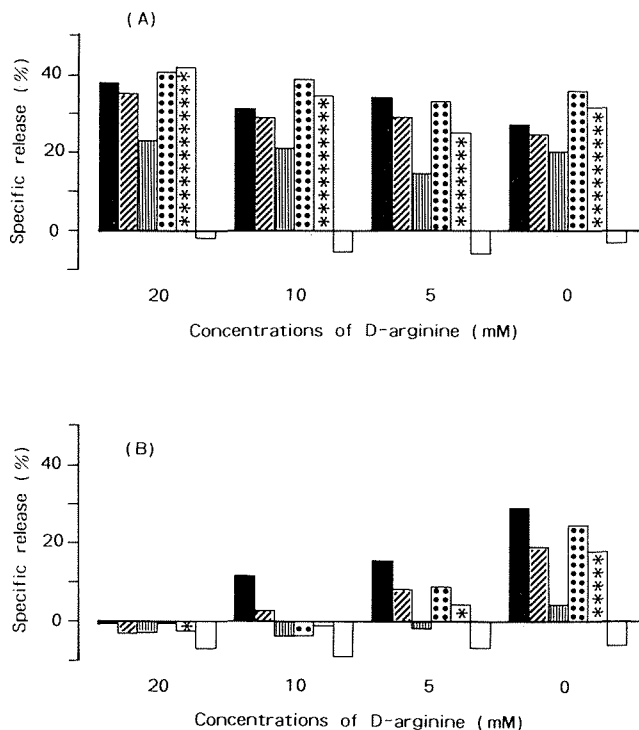 (A)
Specific release (%)
40
20
0
20 10 5 0
Concentrations of D-arginine (mM)
(B)
Specific release (%)
40
20
0
20 10 5 0
Concentrations of D-arginine (mM)